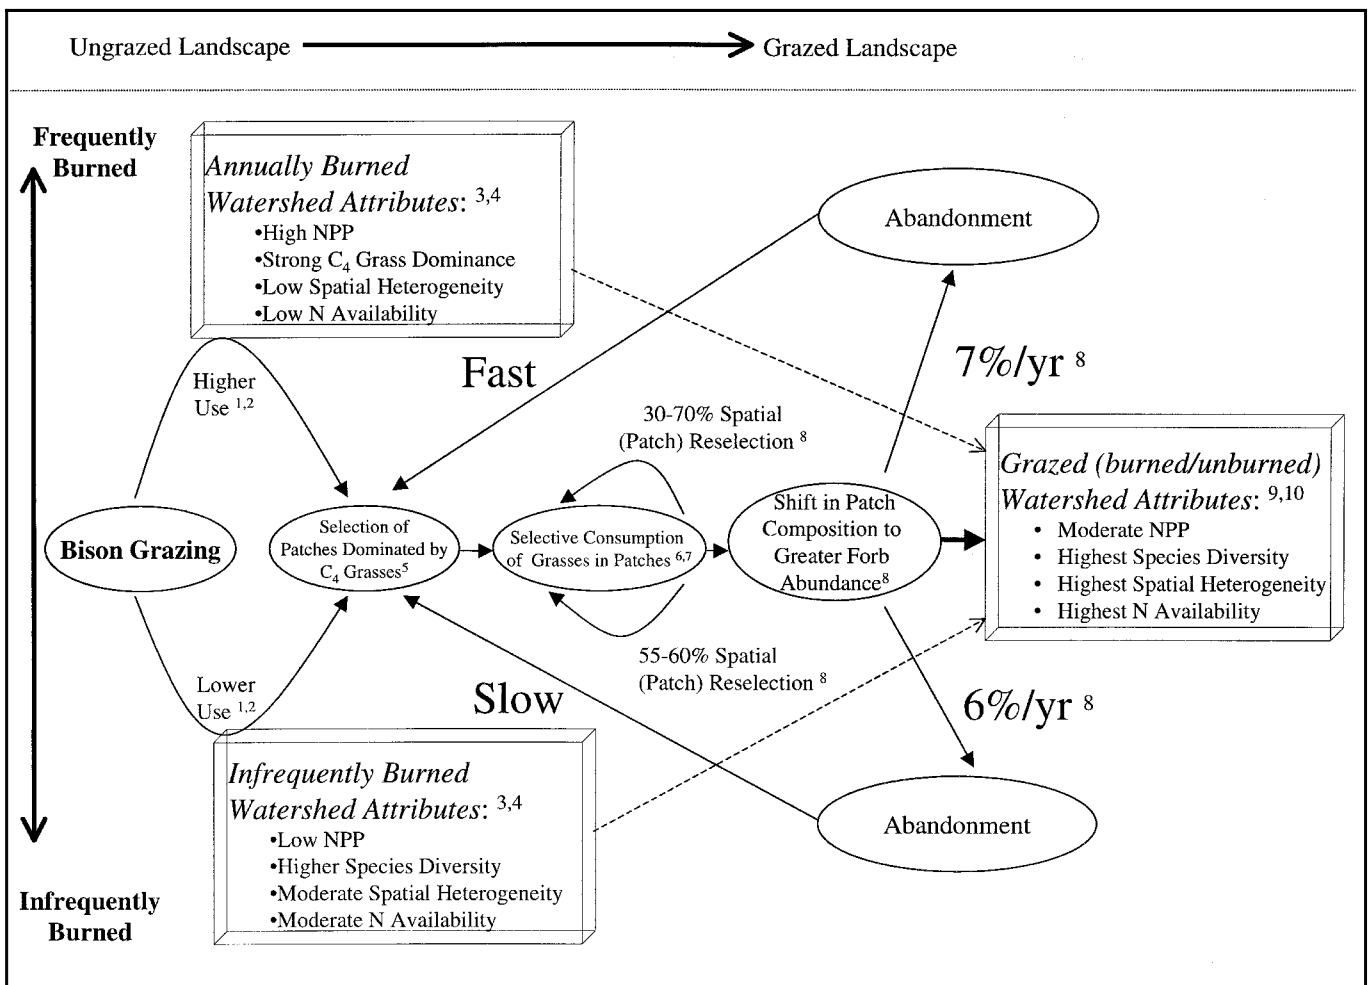 Ungrazed Landscape
Grazed Landscape
Frequently
Burned
Annually Burned
Watershed Attributes: 3,4
•High NPP
•Strong C4 Grass Dominance
•Low Spatial Heterogeneity
•Low N Availability
Abandonment
Fast
7%/yr 8
Higher
Use 1,2
30-70% Spatial
(Patch) Reselection 8
Bison Grazing
Selection of
Patches Dominated by
C4 Grasses5
Selective Consumption
of Grasses in Patches 6,7
Shift in Patch
Composition to
Greater Forb
Abundance8
Grazed (burned/unburned)
Watershed Attributes: 9,10
• Moderate NPP
• Highest Species Diversity
• Highest Spatial Heterogeneity
• Highest N Availability
55-60% Spatial
(Patch) Reselection 8
Lower
Use 1,2
Slow
6%/yr 8
Infrequently Burned
Watershed Attributes: 3,4
•Low NPP
•Higher Species Diversity
•Moderate Spatial Heterogeneity
•Moderate N Availability
Abandonment
Infrequently
Burned